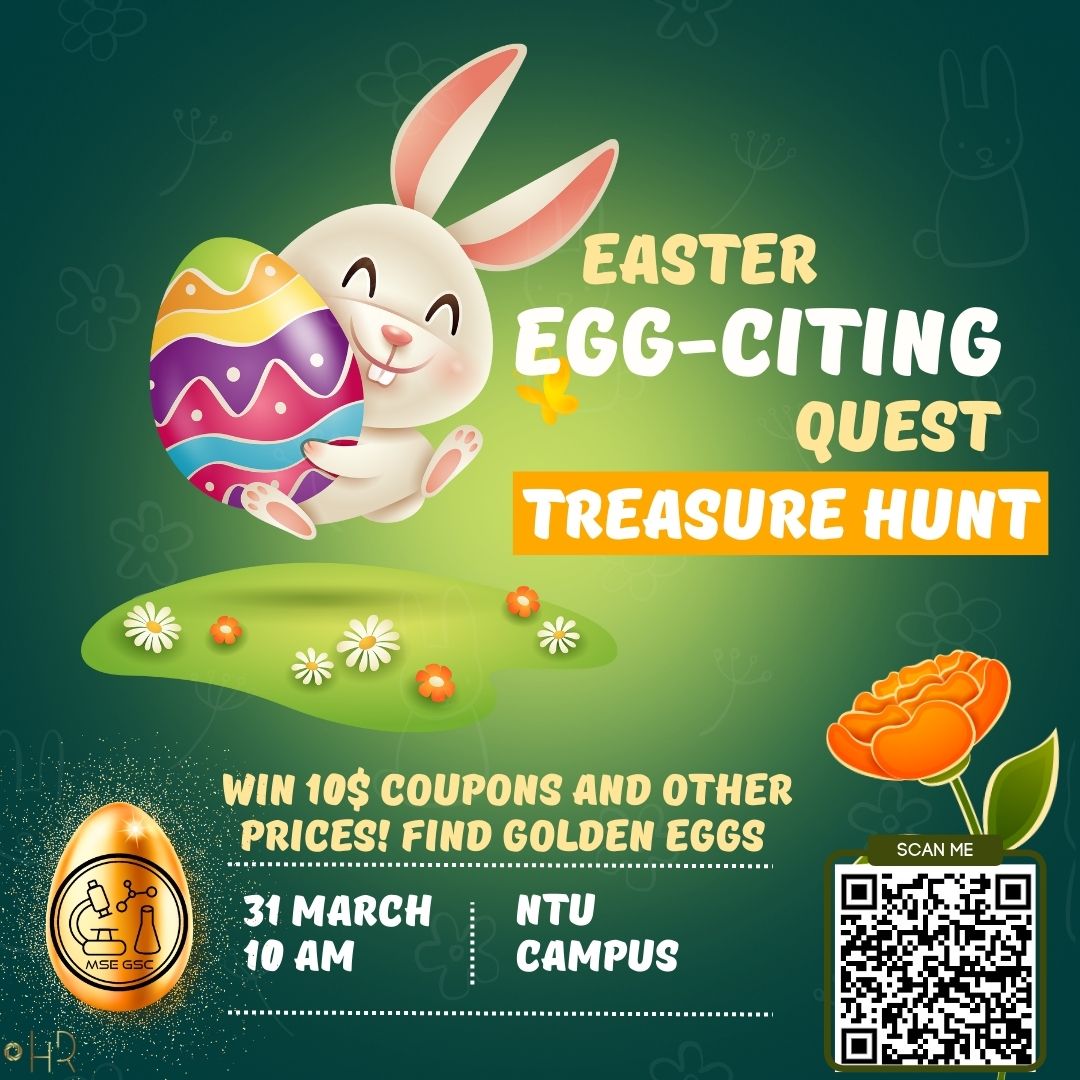 EASTER
EGG-CITING
QUEST
TREASURE HUNT
WIN 10$ COUPONS AND OTHER
PRICES! FIND GOLDEN EGGS
31 MARCH
10 AM
NTU
CAMPUS
MSE GSC
SCAN ME
HR